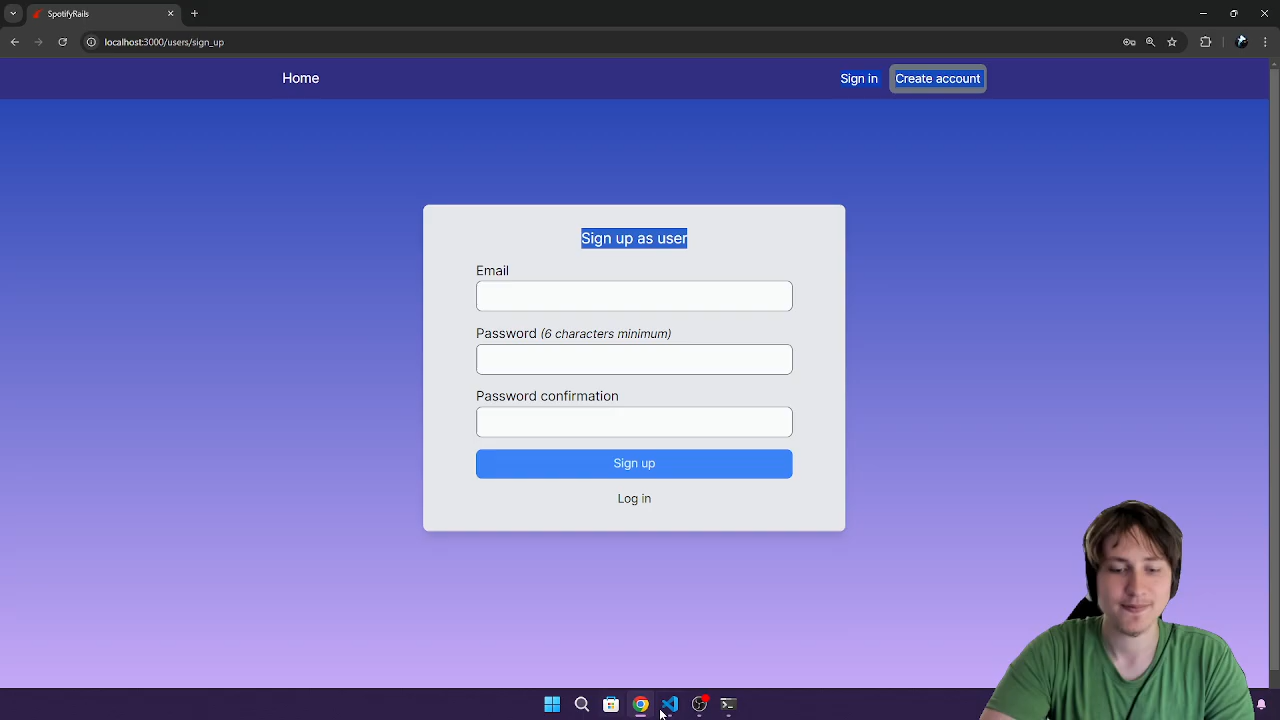 SpotifyRails
localhost:3000/users/sign_up
Home
Sign in
Create account
Sign up as user
Email
Password (6 characters minimum)
Password confirmation
Sign up
Log in